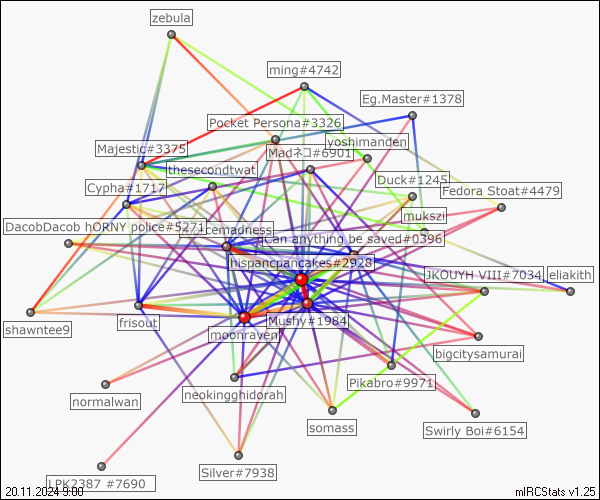 zebula
ming#4742
Eg.Master#1378
Pocket Persona#3326
yoshimanden
Majestic#3375
Madネコ#6901
thesecondtwat
Duck#1245
Cypha#1717
Fedora Stoat#4479
mukszi
DacobDacob hORNY police#5271
cemadness
Can anything be saved#0396
hispancpancakes#2928
JKOUYH VIII#7034
eliakith
shawntee9
frisout
moonraven
Mushy#1984
bigcitysamurai
Pikabro#9971
normalwan
neokingghidorah
somass
Swirly Boi#6154
Silver#7938
LPK2387 #7690
20.11.2024 9:00
mIRCStats v1.25